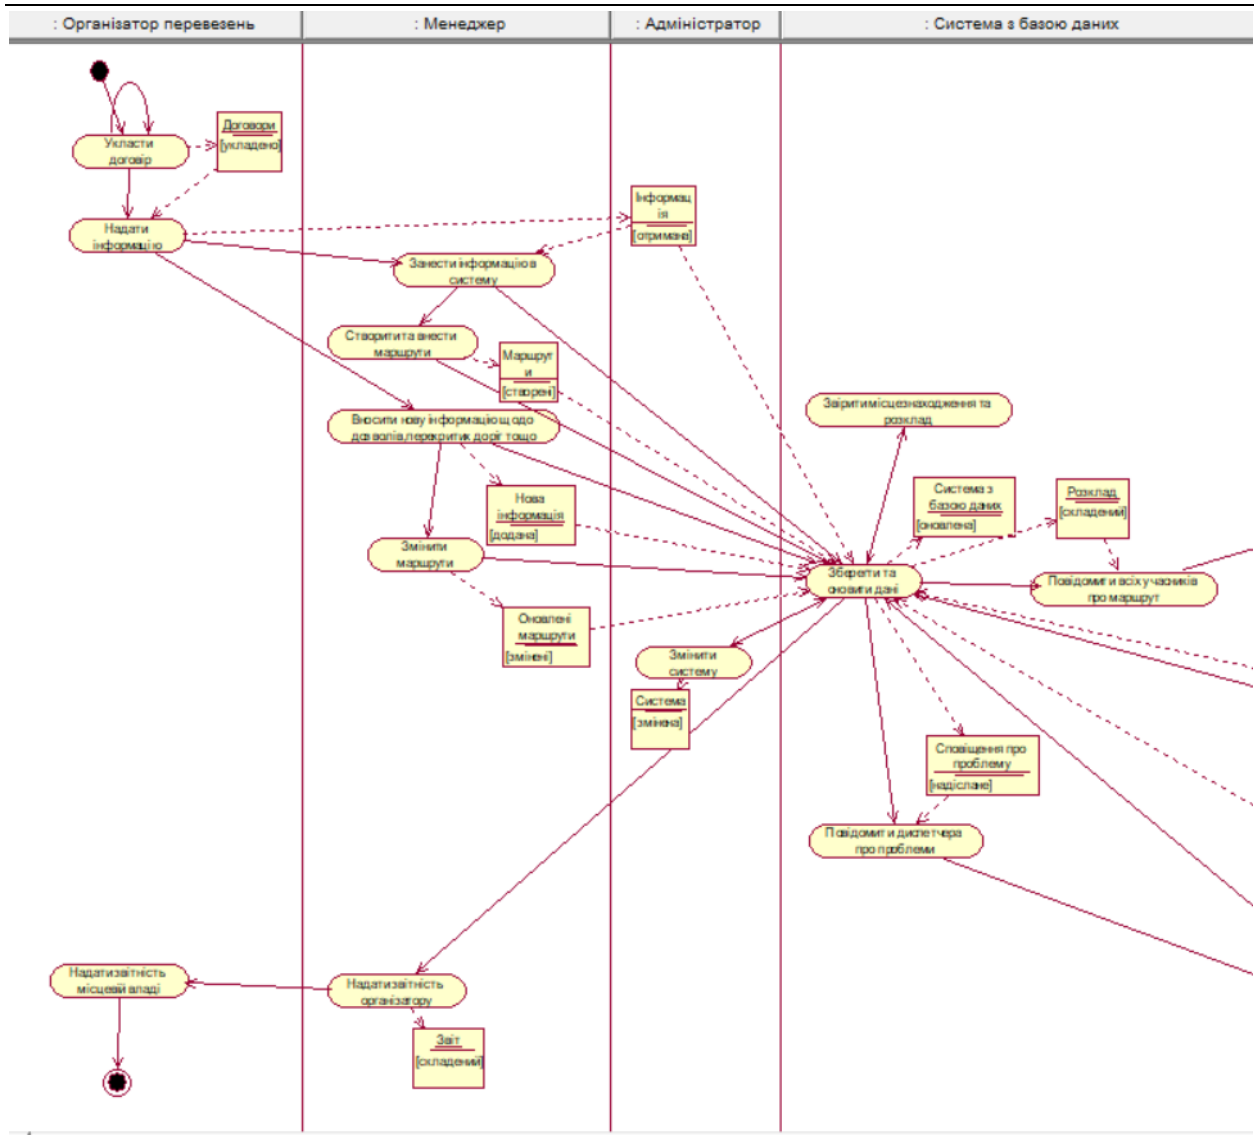 : Організатор перевезень
: Менеджер
: Адміністратор
: Система з базою даних
Укласти
договір
Договори
[укладено]
Надати
інформацію
Інформац
ія
[отримана]
Занести інформацію в
систему
Створити та внести
маршрути
Маршрут
и
[створені]
Вносити нову інформацію щодо
дозволів, перекритих доріг тощо
Звірити місцезнаходження та
розклад
Нова
інформація
[додана]
Система з
базою даних
[оновлена]
Розклад
[складений]
Змінити
маршрути
Зберегти та
оновити дані
Повідомити всіх учасників
про маршрут
Оновлені
маршрути
[змінені]
Змінити
систему
Система
[змінена]
Сповіщення про
проблему
[надіслане]
Повідомити диспетчера
про проблеми
Надати звітність
місцевій владі
Надати звітність
організатору
Звіт
[складений]